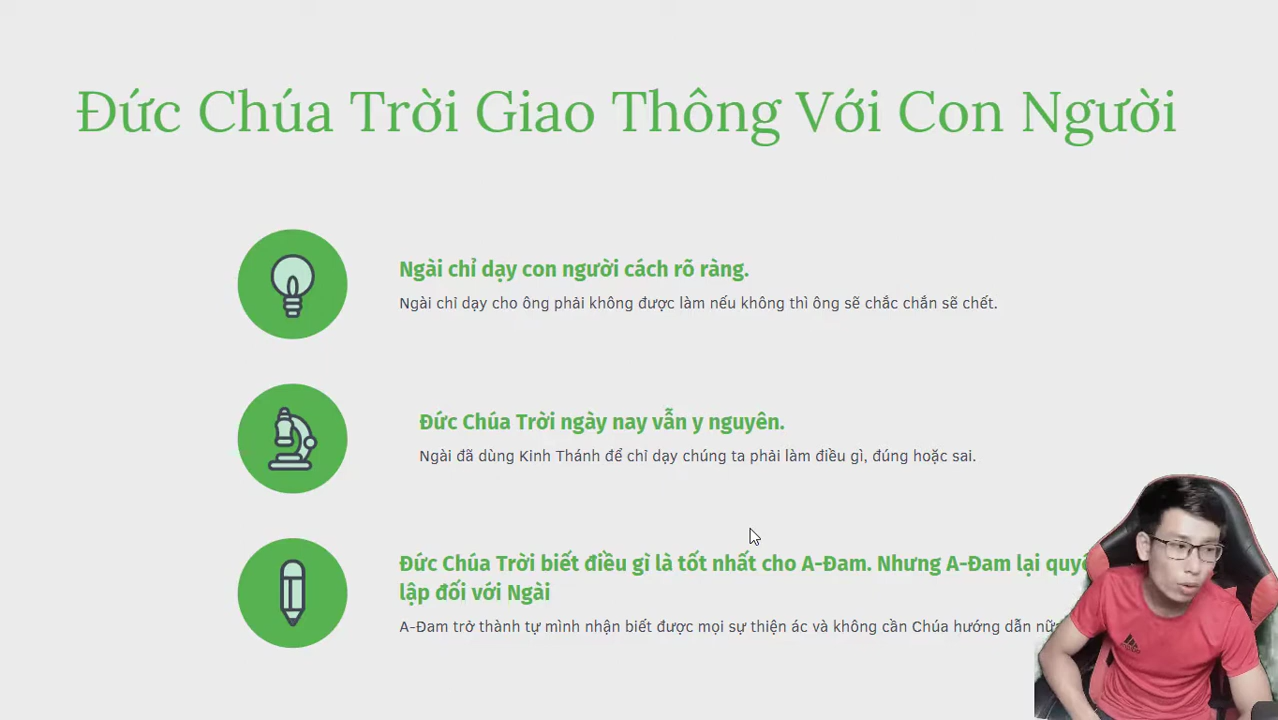 Đức Chúa Trời Giao Thông Với Con Người
Ngài chỉ dạy con người cách rõ ràng.
Ngài chỉ dạy cho ông phải không được làm nếu không thì ông sẽ chắc chắn sẽ chết.
Đức Chúa Trời ngày nay vẫn y nguyên.
Ngài đã dùng Kinh Thánh để chỉ dạy chúng ta phải làm điều gì, đúng hoặc sai.
Đức Chúa Trời biết điều gì là tốt nhất cho A-Đam. Nhưng A-Đam lại
lập đối với Ngài
A-Đam trở thành tự mình nhận biết được mọi sự thiện ác và không cần Chúa hướng dẫn